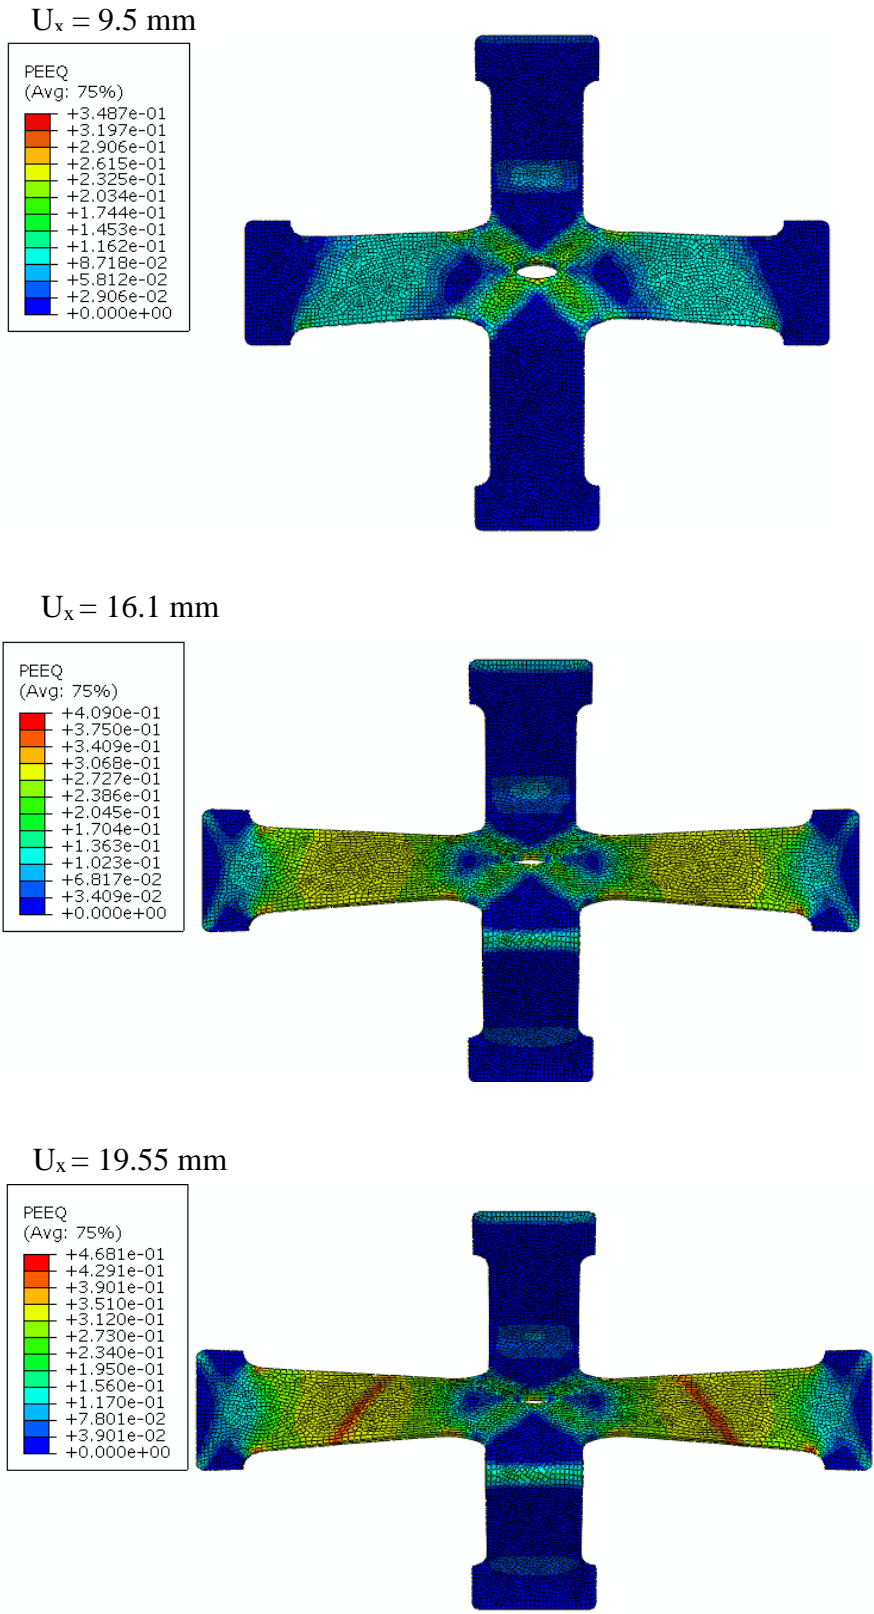 Uₓ = 9.5 mm
PEEQ
(Avg: 75%)
+3.487e-01
+3.197e-01
+2.906e-01
+2.615e-01
+2.325e-01
+2.034e-01
+1.744e-01
+1.453e-01
+1.162e-01
+8.718e-02
+5.812e-02
+2.906e-02
+0.000e+00
Uₓ = 16.1 mm
PEEQ
(Avg: 75%)
+4.090e-01
+3.750e-01
+3.409e-01
+3.068e-01
+2.727e-01
+2.386e-01
+2.045e-01
+1.704e-01
+1.363e-01
+1.023e-01
+6.817e-02
+3.409e-02
+0.000e+00
Uₓ = 19.55 mm
PEEQ
(Avg: 75%)
+4.681e-01
+4.291e-01
+3.901e-01
+3.510e-01
+3.120e-01
+2.730e-01
+2.340e-01
+1.950e-01
+1.560e-01
+1.170e-01
+7.801e-02
+3.901e-02
+0.000e+00